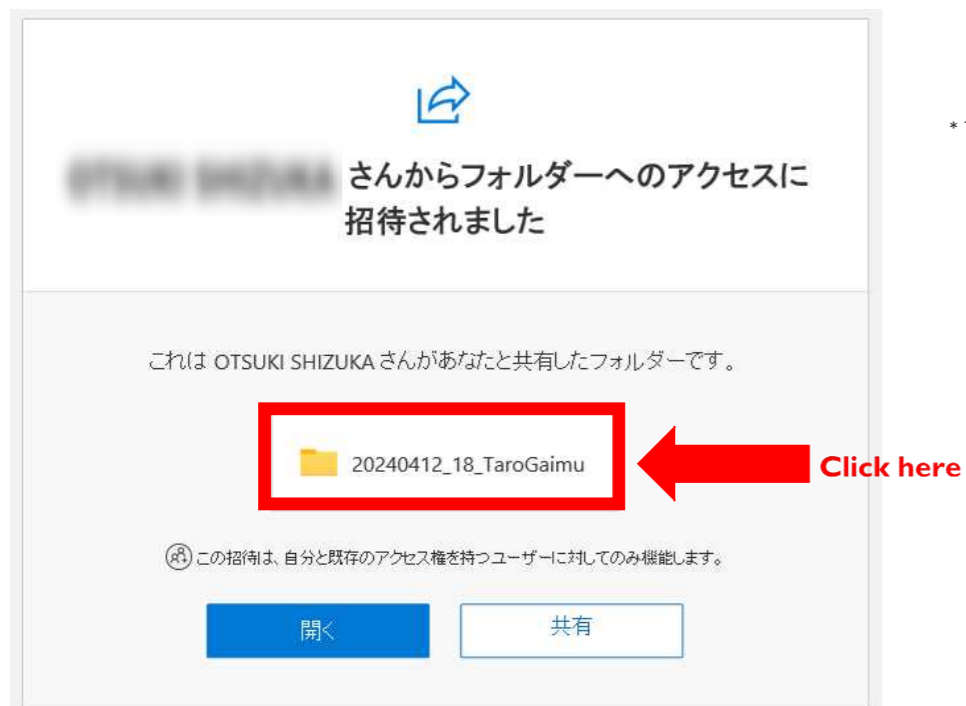 さんからフォルダーへのアクセスに
招待されました
これは OTSUKI SHIZUKA さんがあなたと共有したフォルダーです。
20240412_18_TaroGaimu
Click here
この招待は、自分と既存のアクセス権を持つユーザーに対してのみ機能します。
開く
共有
*